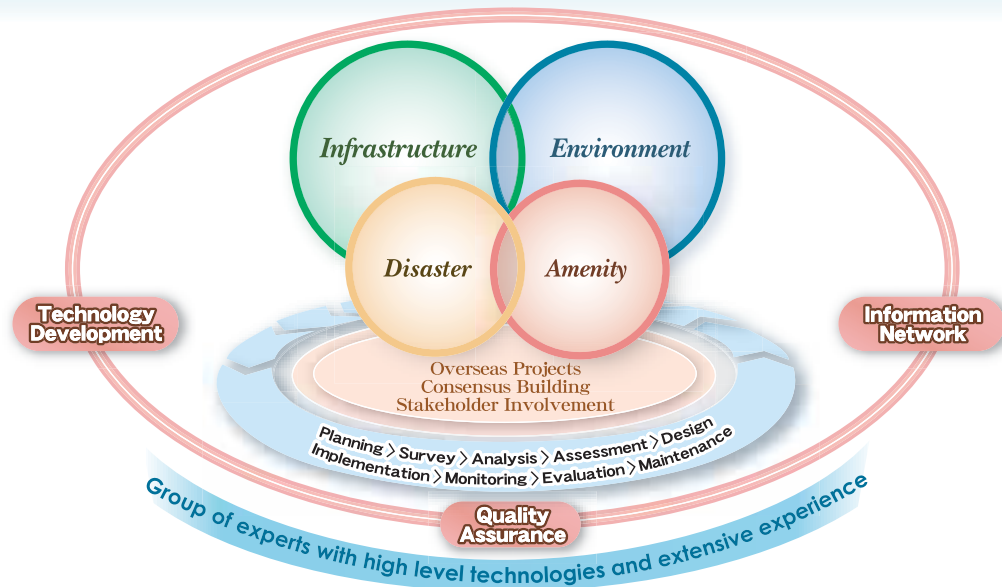 Infrastructure
Environment
Disaster
Amenity
Technology
Development
Information
Network
Overseas Projects
Consensus Building
Stakeholder Involvement
Planning > Survey > Analysis > Assessment > Design
Implementation > Monitoring > Evaluation > Maintenance
Quality
Assurance
Group of experts with high level technologies and extensive experience